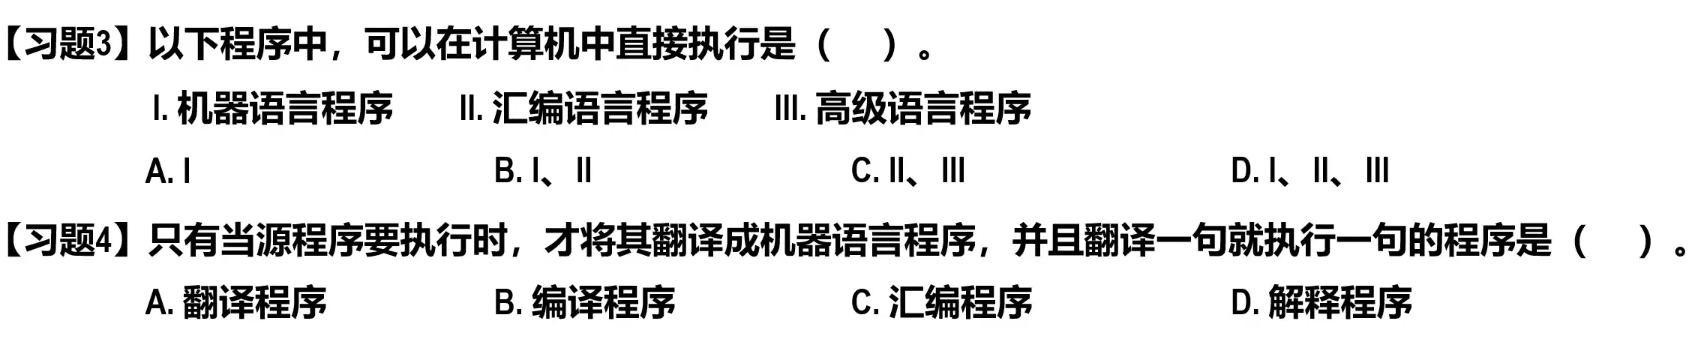 【习题3】以下程序中，可以在计算机中直接执行是（ ）。
I. 机器语言程序 II. 汇编语言程序 III. 高级语言程序
A. I B. I、II C. II、III D. I、II、III
【习题4】只有当源程序要执行时，才将其翻译成机器语言程序，并且翻译一句就执行一句的程序是（ ）。
A. 翻译程序 B. 编译程序 C. 汇编程序 D. 解释程序